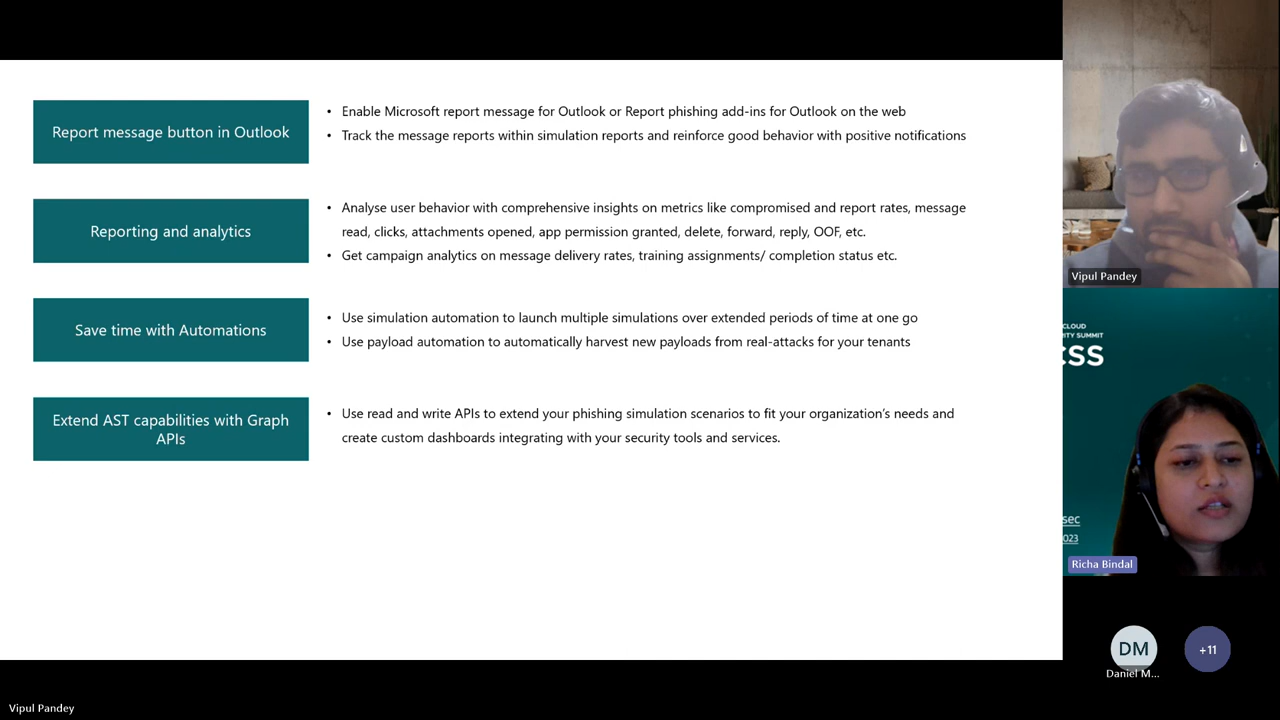 Report message button in Outlook
• Enable Microsoft report message for Outlook or Report phishing add-ins for Outlook on the web
• Track the message reports within simulation reports and reinforce good behavior with positive notifications
Reporting and analytics
• Analyse user behavior with comprehensive insights on metrics like compromised and report rates, message
read, clicks, attachments opened, app permission granted, delete, forward, reply, OOF, etc.
• Get campaign analytics on message delivery rates, training assignments/ completion status etc.
Save time with Automations
• Use simulation automation to launch multiple simulations over extended periods of time at one go
• Use payload automation to automatically harvest new payloads from real-attacks for your tenants
Extend AST capabilities with Graph
APIs
• Use read and write APIs to extend your phishing simulation scenarios to fit your organization's needs and
create custom dashboards integrating with your security tools and services.
Vipul Pandey
CLOUD
ITY SUMMIT
CSS
sec
023
Richa Bindal
DM
Daniel M...
+11
Vipul Pandey